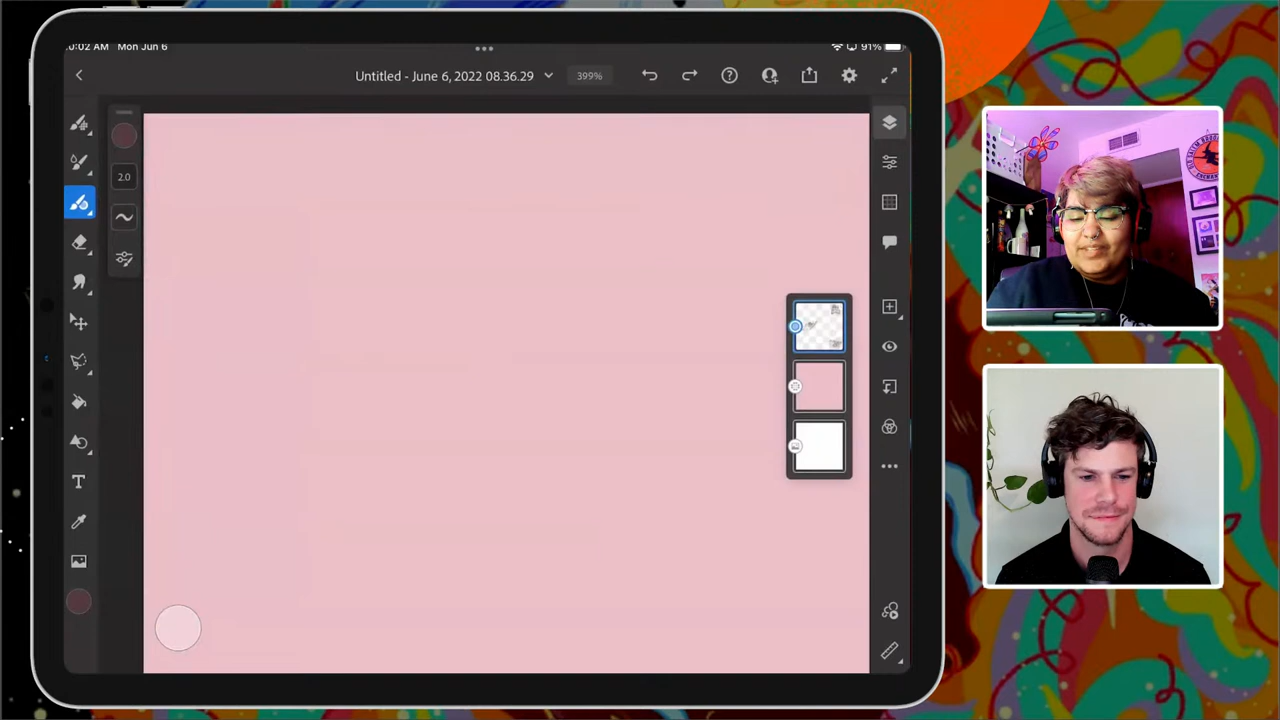 :02 AM Mon Jun 6
91%
Untitled - June 6, 2022 08.36.29
399%
2.0
T